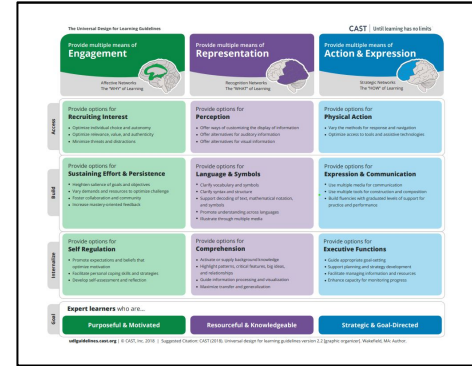 The Universal Design for Learning Guidelines
CAST | Until learning has no limits
Provide multiple means of
Engagement
Affective Networks
The "WHY" of Learning
Provide multiple means of
Representation
Recognition Networks
The "WHAT" of Learning
Provide multiple means of
Action & Expression
Strategic Networks
The "HOW" of Learning
Access
Provide options for
Recruiting Interest
• Optimize individual choice and autonomy
• Optimize relevance, value, and authenticity
• Minimize threats and distractions
Provide options for
Perception
• Offer ways of customizing the display of information
• Offer alternatives for auditory information
• Offer alternatives for visual information
Provide options for
Physical Action
• Vary the methods for response and navigation
• Optimize access to tools and assistive technologies
Build
Provide options for
Sustaining Effort & Persistence
• Heighten salience of goals and objectives
• Vary demands and resources to optimize challenge
• Foster collaboration and community
• Increase mastery-oriented feedback
Provide options for
Language & Symbols
• Clarify vocabulary and symbols
• Clarify syntax and structure
• Support decoding of text, mathematical notation,
and symbols
• Promote understanding across languages
• Illustrate through multiple media
Provide options for
Expression & Communication
• Use multiple media for communication
• Use multiple tools for construction and composition
• Build fluencies with graduated levels of support for
practice and performance
Internalize
Provide options for
Self Regulation
• Promote expectations and beliefs that
optimize motivation
• Facilitate personal coping skills and strategies
• Develop self-assessment and reflection
Provide options for
Comprehension
• Activate or supply background knowledge
• Highlight patterns, critical features, big ideas,
and relationships
• Guide information processing and visualization
• Maximize transfer and generalization
Provide options for
Executive Functions
• Guide appropriate goal-setting
• Support planning and strategy development
• Facilitate managing information and resources
• Enhance capacity for monitoring progress
Goal
Expert learners who are...
Purposeful & Motivated
Resourceful & Knowledgeable
Strategic & Goal-Directed
udlguidelines.cast.org | © CAST, Inc. 2018 | Suggested Citation: CAST (2018). Universal design for learning guidelines version 2.2 [graphic organizer]. Wakefield, MA: Author.